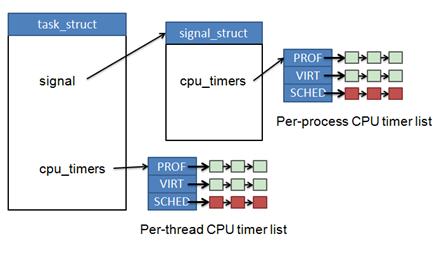 task_struct
signal_struct
signal
cpu_timers
PROF
VIRT
SCHED
Per-process CPU timer list
cpu_timers
PROF
VIRT
SCHED
Per-thread CPU timer list